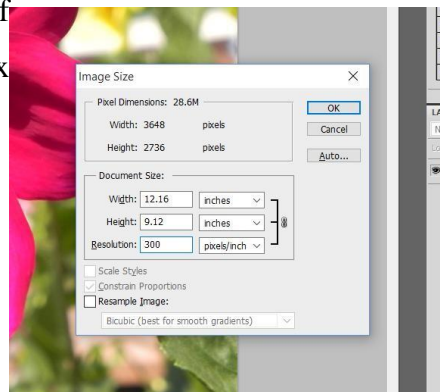 f
x
Image Size
Pixel Dimensions: 28.6M
Width: 3648 pixels
Height: 2736 pixels
OK
Cancel
Auto...
Document Size:
Width: 12.16 inches
Height: 9.12 inches
Resolution: 300 pixels/inch
Scale Styles
Constrain Proportions
Resample Image:
Bicubic (best for smooth gradients)
LA
N